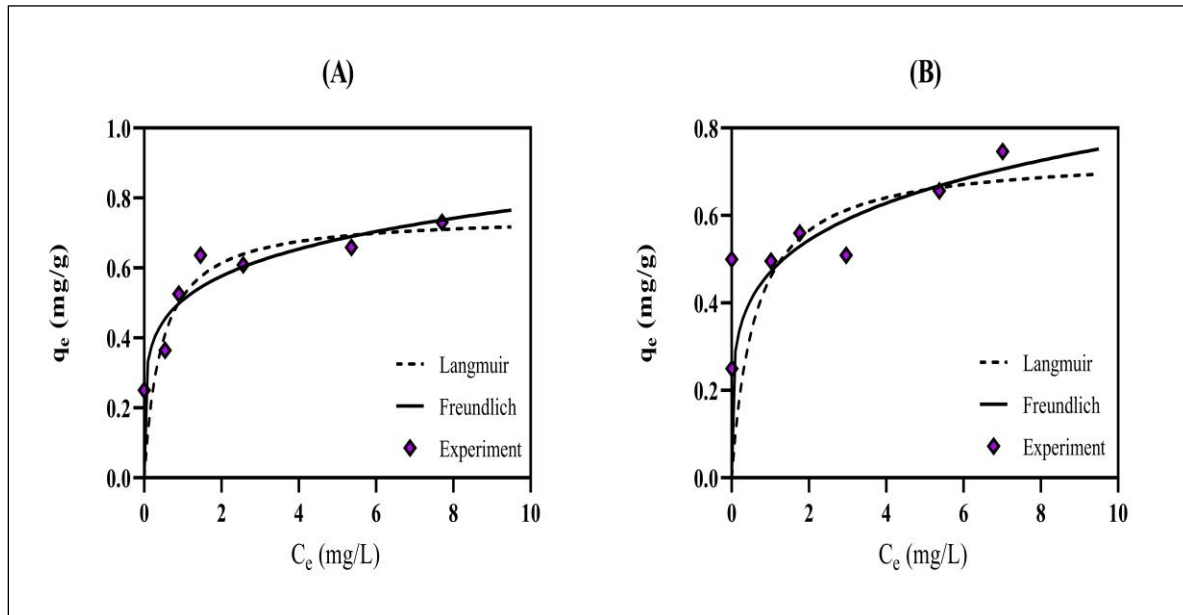 (A)
1.0
0.8
0.6
0.4
0.2
0.0
qe (mg/g)
0 2 4 6 8 10
Ce (mg/L)
Langmuir
Freundlich
Experiment
(B)
0.8
0.6
0.4
0.2
0.0
qe (mg/g)
0 2 4 6 8 10
Ce (mg/L)
Langmuir
Freundlich
Experiment